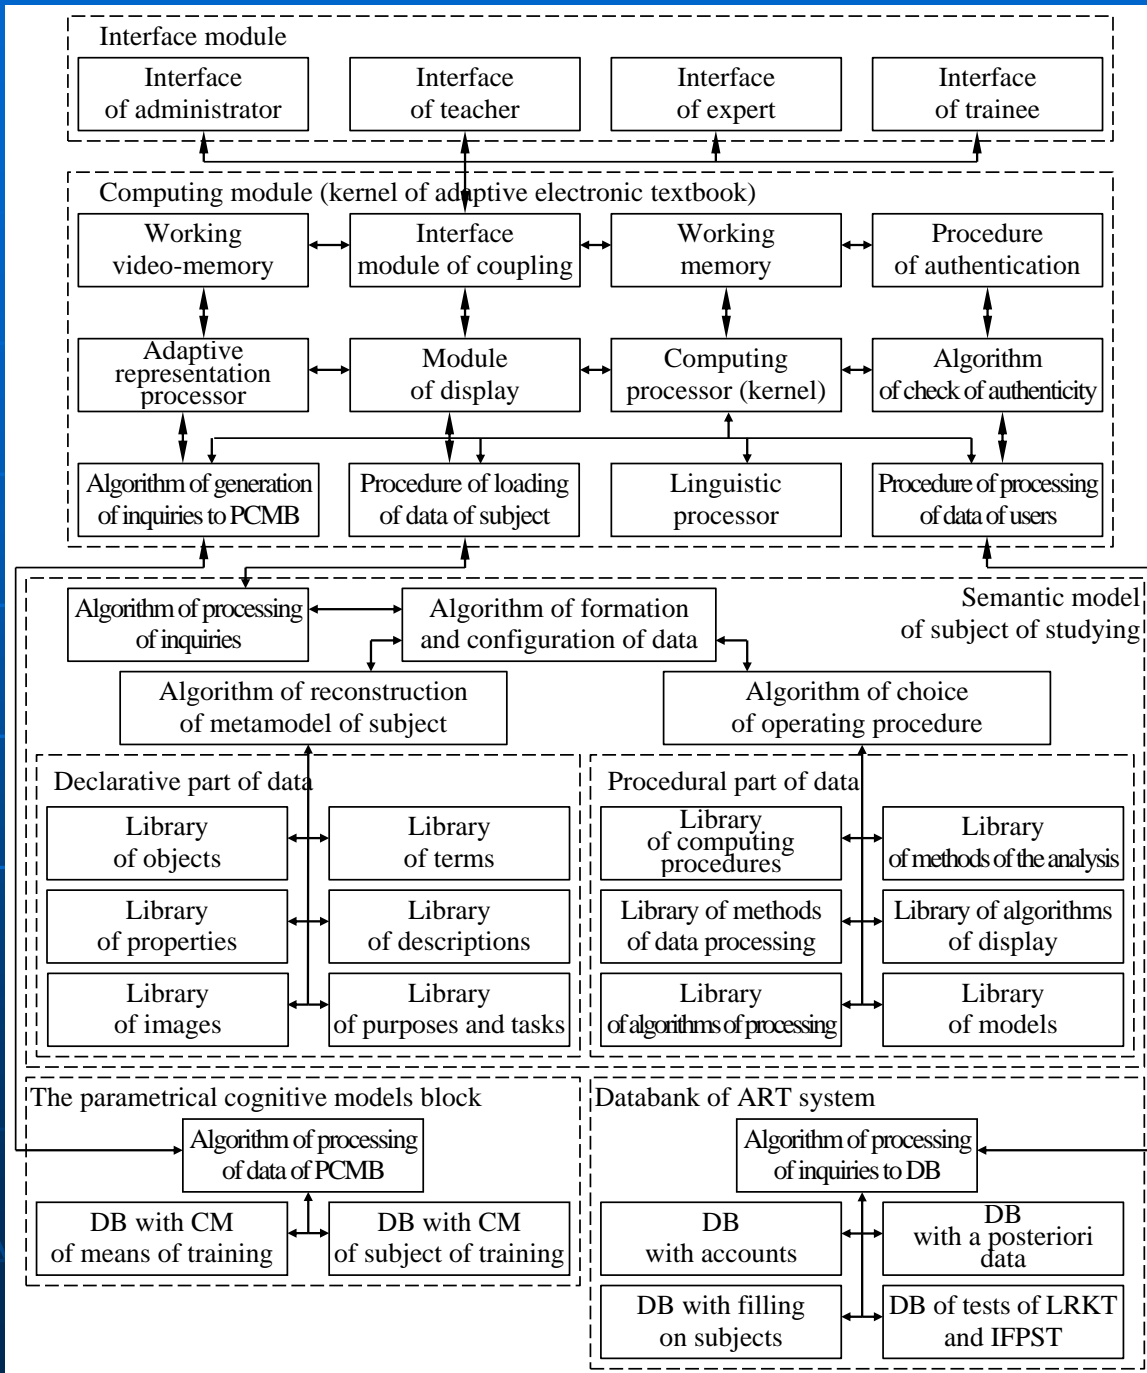 Interface module
Interface
of administrator
Interface
of teacher
Interface
of expert
Interface
of trainee
Computing module (kernel of adaptive electronic textbook)
Working
video-memory
Interface
module of coupling
Working
memory
Procedure
of authentication
Adaptive
representation
processor
Module
of display
Computing
processor (kernel)
Algorithm
of check of authenticity
Algorithm of generation
of inquiries to PCMB
Procedure of loading
of data of subject
Linguistic
processor
Procedure of processing
of data of users
Semantic model
of subject of studying
Algorithm of processing
of inquiries
Algorithm of formation
and configuration of data
Algorithm of reconstruction
of metamodel of subject
Algorithm of choice
of operating procedure
Declarative part of data
Library
of objects
Library
of terms
Library
of properties
Library
of descriptions
Library
of images
Library
of purposes and tasks
Procedural part of data
Library
of computing
procedures
Library
of methods of the analysis
Library of methods
of data processing
Library of algorithms
of display
Library
of algorithms of processing
Library
of models
The parametrical cognitive models block
Algorithm of processing
of data of PCMB
DB with CM
of means of training
DB with CM
of subject of training
Databank of ART system
Algorithm of processing
of inquiries to DB
DB
with accounts
DB
with a posteriori
data
DB with filling
on subjects
DB of tests of LRKT
and IFPST